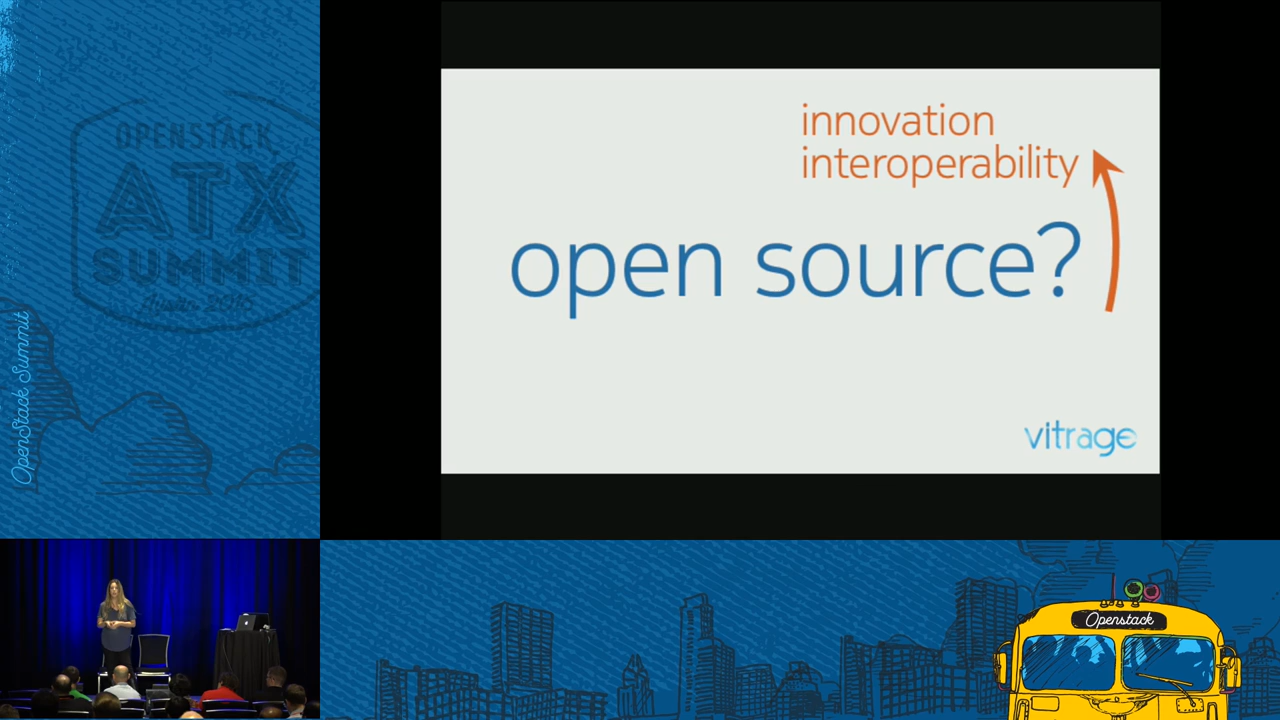 OPENSTACK
ATX
SUMMIT
OpenStack Summit
innovation
interoperability
open source?
vitrage
Openstack